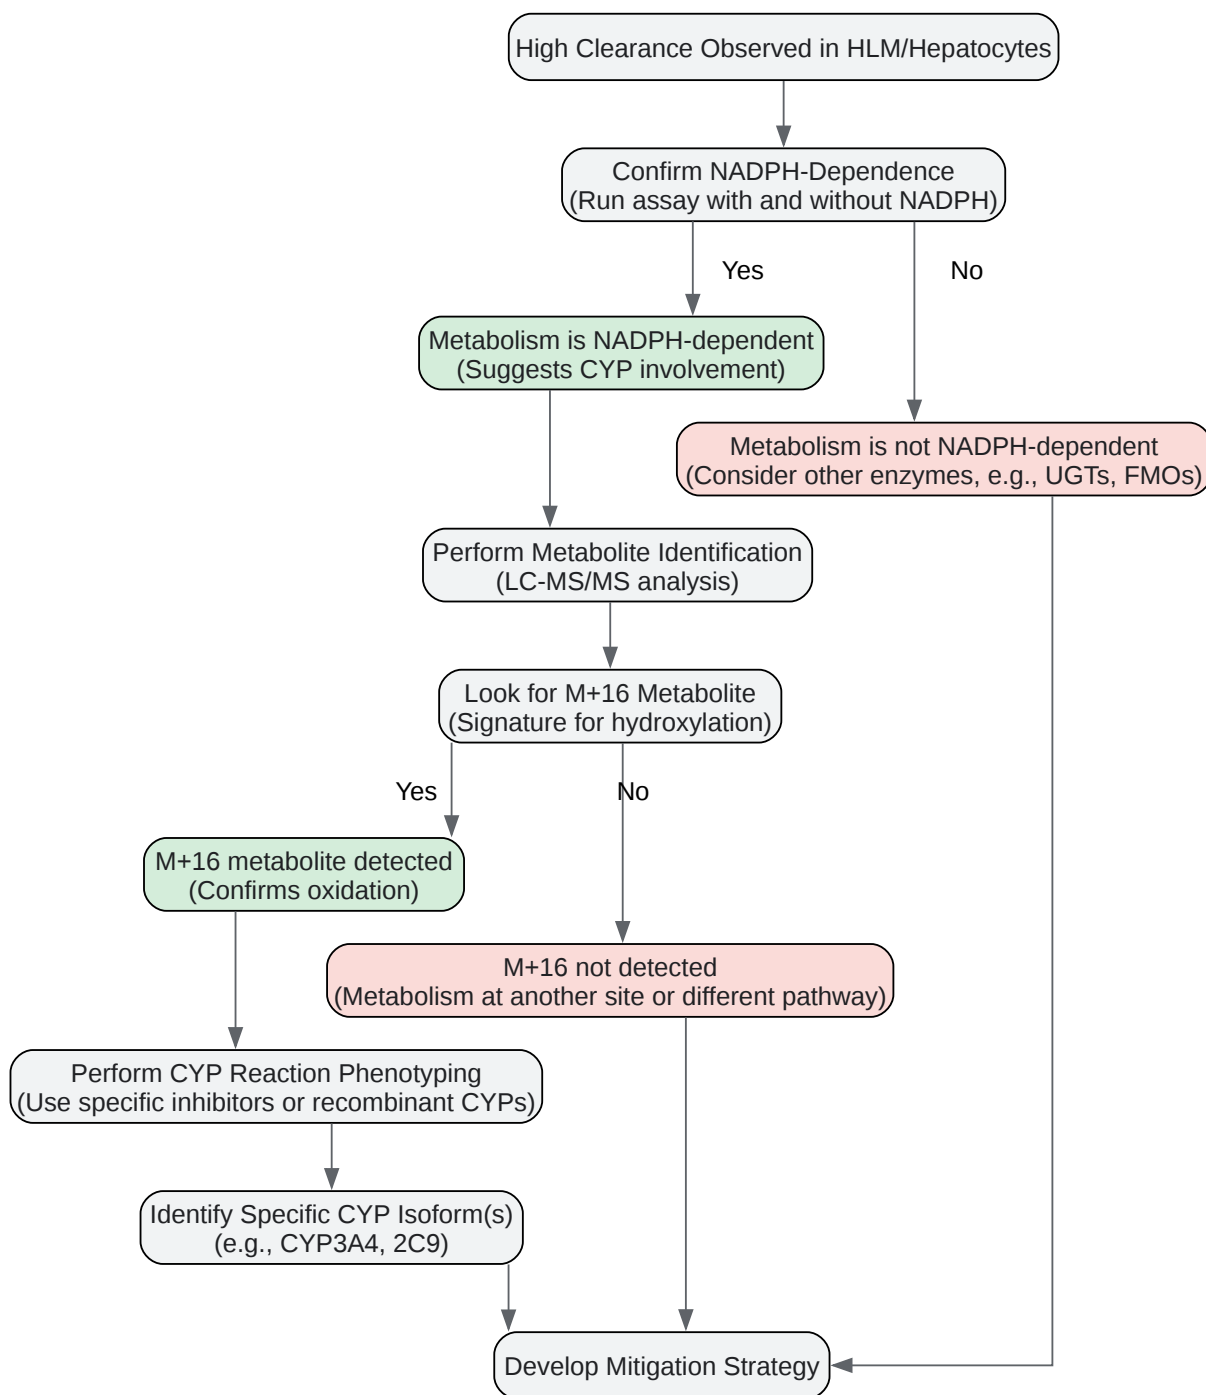 High Clearance Observed in HLM/Hepatocytes
Confirm NADPH-Dependence
(Run assay with and without NADPH)
Yes
No
Metabolism is NADPH-dependent
(Suggests CYP involvement)
Metabolism is not NADPH-dependent
(Consider other enzymes, e.g., UGTs, FMOs)
Perform Metabolite Identification
(LC-MS/MS analysis)
Look for M+16 Metabolite
(Signature for hydroxylation)
Yes
No
M+16 metabolite detected
(Confirms oxidation)
M+16 not detected
(Metabolism at another site or different pathway)
Perform CYP Reaction Phenotyping
(Use specific inhibitors or recombinant CYPs)
Identify Specific CYP Isoform(s)
(e.g., CYP3A4, 2C9)
Develop Mitigation Strategy